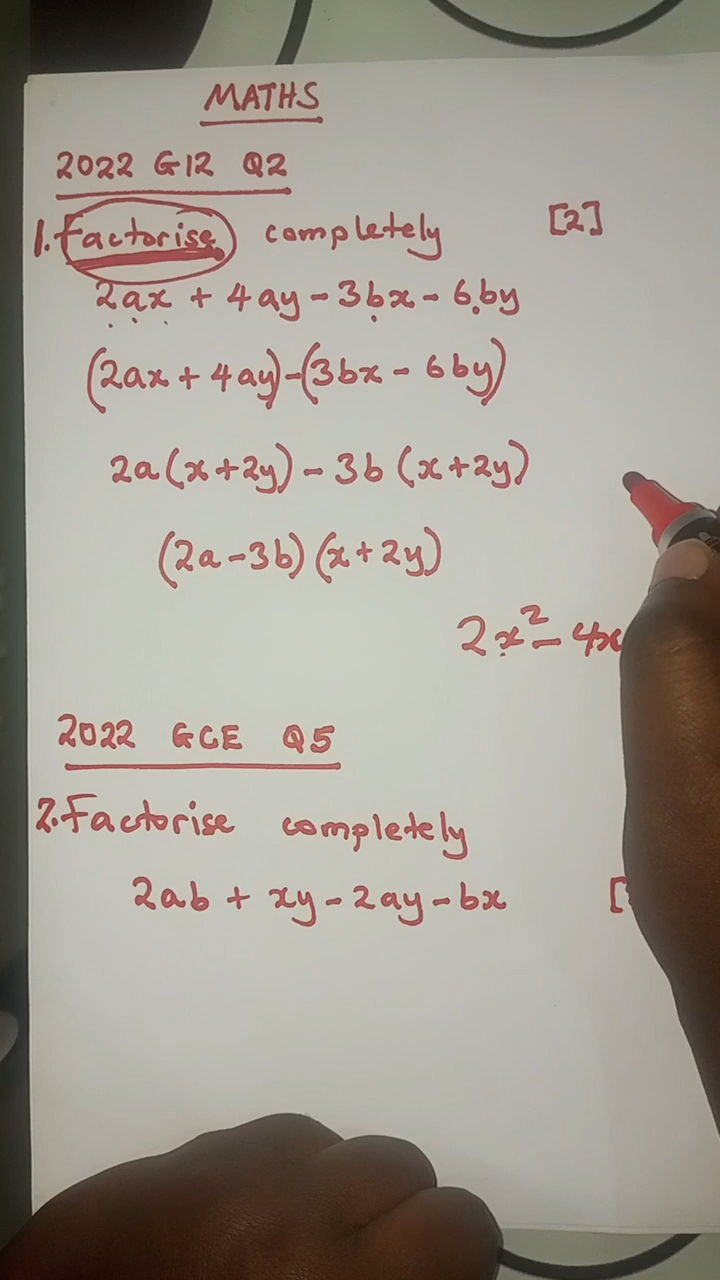 MATHS
2022 G12 Q2
1. Factorise completely [2]
2ax + 4ay - 3bx - 6by
(2ax + 4ay) - (3bx - 6by)
2a(x+2y) - 3b(x+2y)
(2a-3b)(x+2y)
2x² - 4x
2022 GCE Q5
2. Factorise completely
2ab + xy - 2ay - bx [